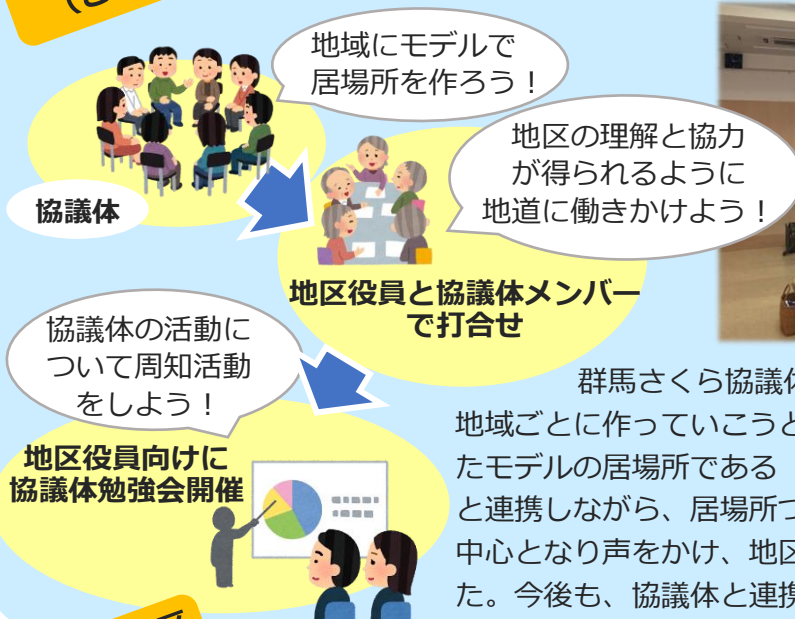 地域にモデルで
居場所を作ろう！
協議体
地区の理解と協力
が得られるように
地道に働きかけよう！
地区役員と協議体メンバー
で打合せ
協議体の活動に
ついて周知活動
をしよう！
地区役員向けに
協議体勉強会開催
群馬さくら協議
地域ごとに作っていこうと
たモデルの居場所である
と連携しながら、居場所づ
中心となり声をかけ、地区
た。今後も、協議体と連携